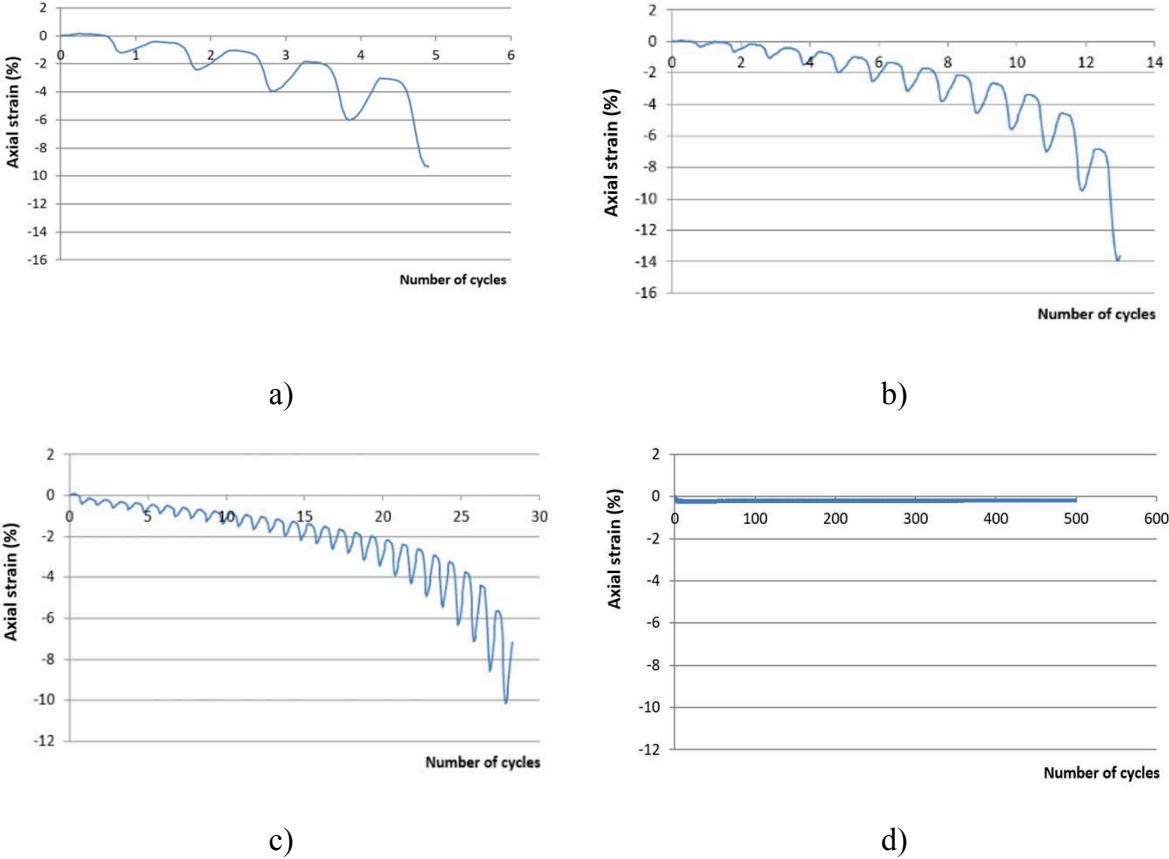 2
0
-2
-4
-6
-8
10
-12
-14
-16
0 1 2 3 4 5 6
Axial strain (%)
Number of cycles
a)
2
0
-2
-4
-6
-8
-10
-12
-14
-16
0 2 4 6 8 10 12 14
Axial strain (%)
Number of cycles
b)
2
0
-2
-4
-6
-8
-10
-12
0 5 10 15 20 25 30
Axial strain (%)
Number of cycles
c)
2
0
-2
-4
-6
-8
-10
-12
0 100 200 300 400 500 600
Axial strain (%)
Number of cycles
d)